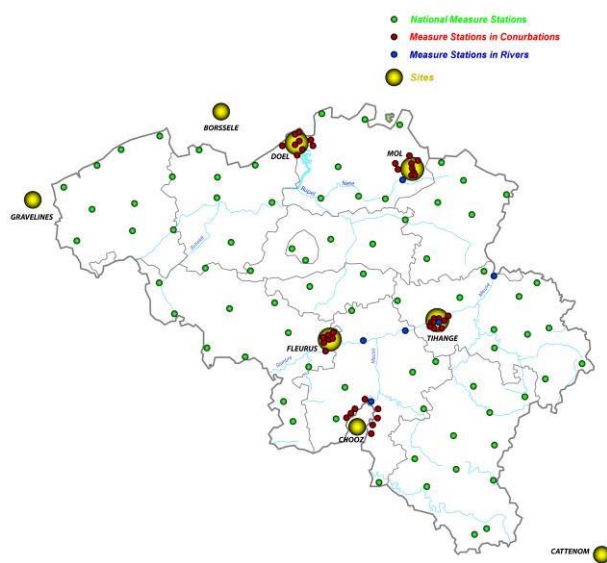 National Measure Stations
Measure Stations in Conurbations
Measure Stations in Rivers
Sites
BORSSELE
DOEL
MOL
GRAVELINES
Rupel
Nete
Meuse
TIHANGE
FLEURUS
Sambre
Meuse
CHOOZ
CATTENOM